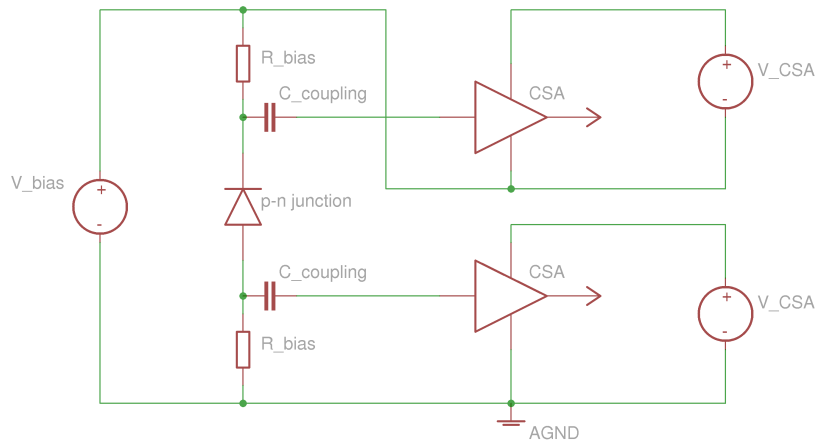 R_bias
C_coupling
CSA
+
V_CSA
-
V_bias
+
-
p-n junction
C_coupling
CSA
+
V_CSA
-
R_bias
AGND